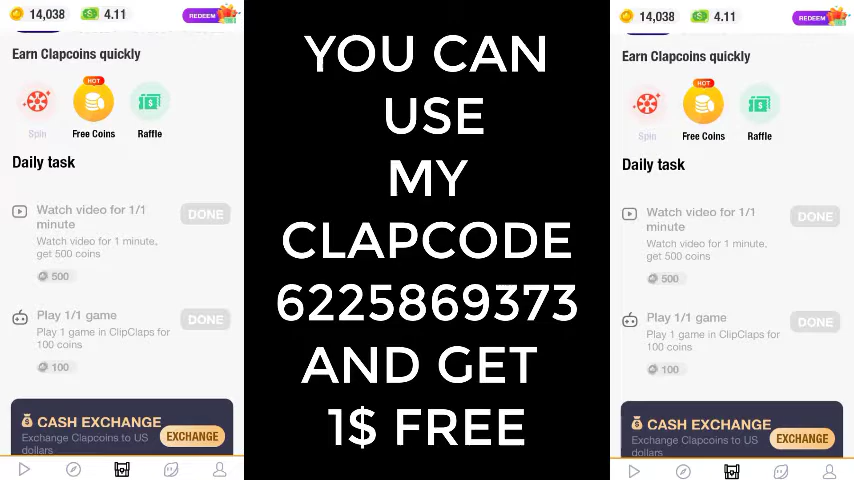 14,038 4.11 REDEEM
Earn Clapcoins quickly
HOT
Spin Free Coins Raffle
Daily task
Watch video for 1/1
minute
DONE
Watch video for 1 minute,
get 500 coins
500
Play 1/1 game
DONE
Play 1 game in ClipClaps for
100 coins
100
CASH EXCHANGE
Exchange Clapcoins to US
dollars
EXCHANGE
YOU CAN
USE
MY
CLAPCODE
6225869373
AND GET
1$ FREE
14,038 4.11 REDEEM
Earn Clapcoins quickly
HOT
Spin Free Coins Raffle
Daily task
Watch video for 1/1
minute
DONE
Watch video for 1 minute,
get 500 coins
500
Play 1/1 game
DONE
Play 1 game in ClipClaps for
100 coins
100
CASH EXCHANGE
Exchange Clapcoins to US
dollars
EXCHANGE